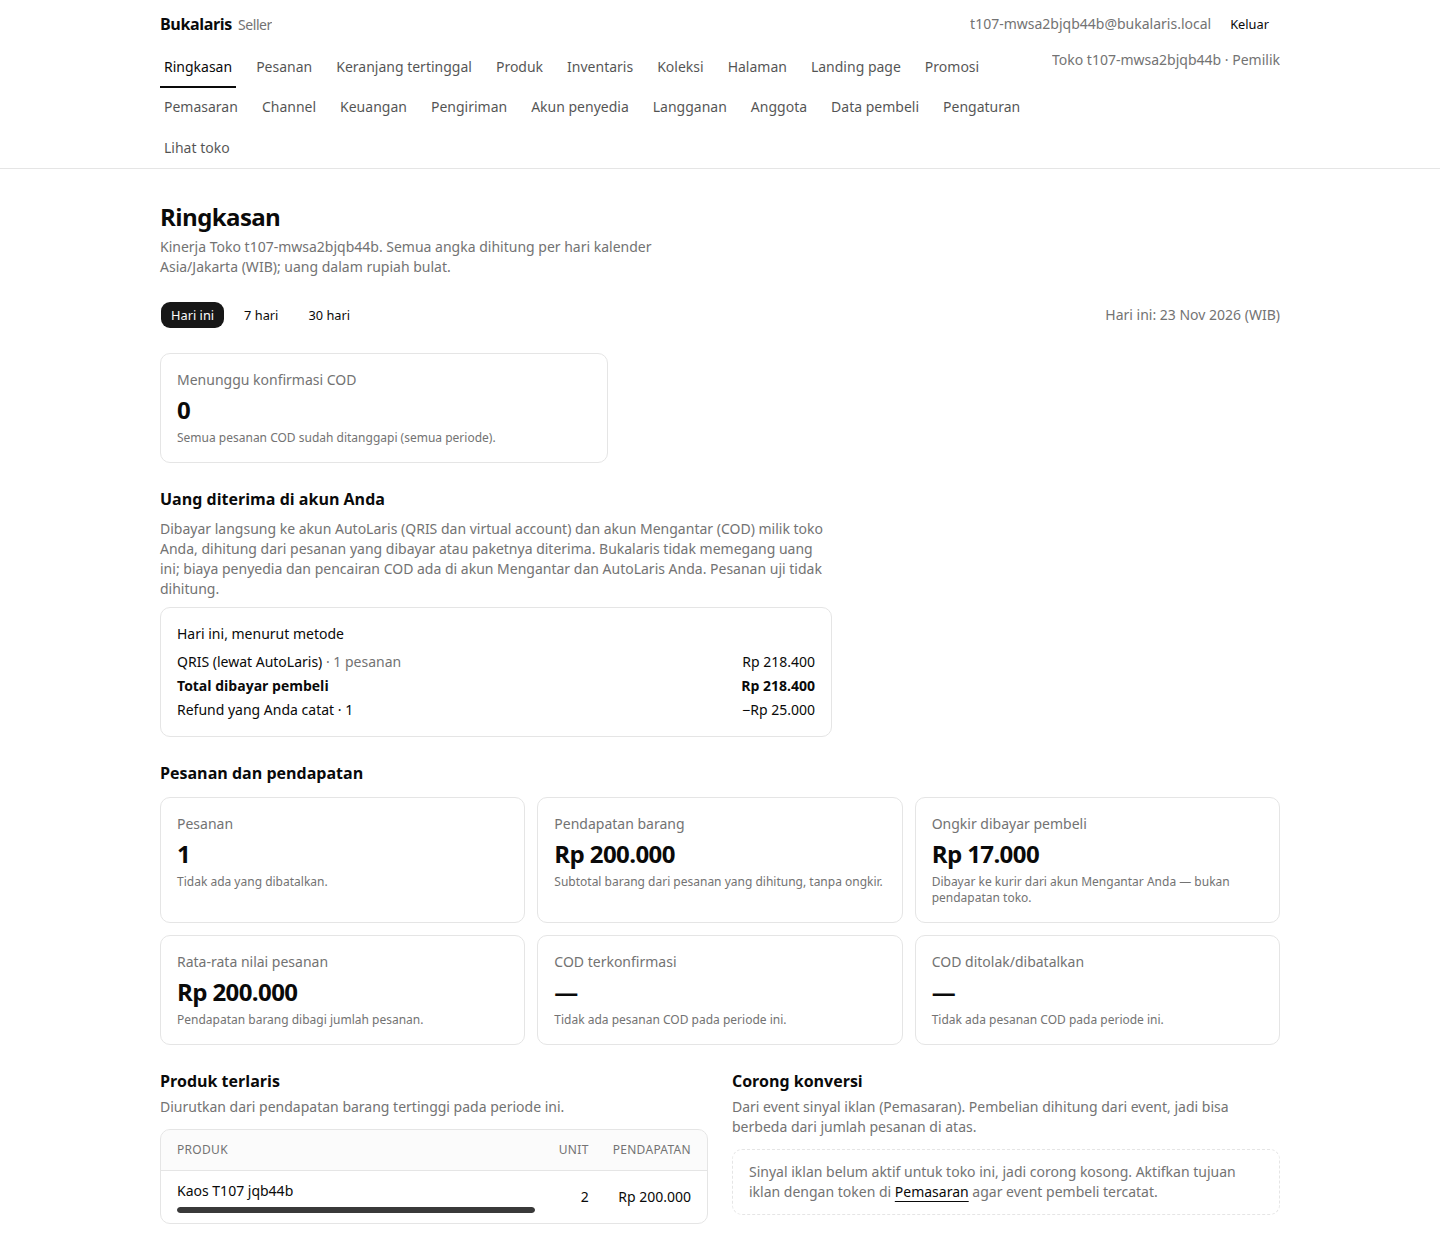 Bukalaris Seller
t107-mwsa2bjqb44b@bukalaris.local Keluar
Ringkasan Pesanan Keranjang tertinggal Produk Inventaris Koleksi Halaman Landing page Promosi
Toko t107-mwsa2bjqb44b · Pemilik
Pemasaran Channel Keuangan Pengiriman Akun penyedia Langganan Anggota Data pembeli Pengaturan
Lihat toko
Ringkasan
Kinerja Toko t107-mwsa2bjqb44b. Semua angka dihitung per hari kalender
Asia/Jakarta (WIB); uang dalam rupiah bulat.
Hari ini 7 hari 30 hari
Hari ini: 23 Nov 2026 (WIB)
Menunggu konfirmasi COD
0
Semua pesanan COD sudah ditanggapi (semua periode).
Uang diterima di akun Anda
Dibayar langsung ke akun AutoLaris (QRIS dan virtual account) dan akun Mengantar (COD) milik toko
Anda, dihitung dari pesanan yang dibayar atau paketnya diterima. Bukalaris tidak memegang uang
ini; biaya penyedia dan pencairan COD ada di akun Mengantar dan AutoLaris Anda. Pesanan uji tidak
dihitung.
Hari ini, menurut metode
QRIS (lewat AutoLaris) · 1 pesanan Rp 218.400
Total dibayar pembeli Rp 218.400
Refund yang Anda catat · 1 −Rp 25.000
Pesanan dan pendapatan
Pesanan
1
Tidak ada yang dibatalkan.
Pendapatan barang
Rp 200.000
Subtotal barang dari pesanan yang dihitung, tanpa ongkir.
Ongkir dibayar pembeli
Rp 17.000
Dibayar ke kurir dari akun Mengantar Anda — bukan
pendapatan toko.
Rata-rata nilai pesanan
Rp 200.000
Pendapatan barang dibagi jumlah pesanan.
COD terkonfirmasi
—
Tidak ada pesanan COD pada periode ini.
COD ditolak/dibatalkan
—
Tidak ada pesanan COD pada periode ini.
Produk terlaris
Diurutkan dari pendapatan barang tertinggi pada periode ini.
PRODUK UNIT PENDAPATAN
Kaos T107 jqb44b 2 Rp 200.000
Corong konversi
Dari event sinyal iklan (Pemasaran). Pembelian dihitung dari event, jadi bisa
berbeda dari jumlah pesanan di atas.
Sinyal iklan belum aktif untuk toko ini, jadi corong kosong. Aktifkan tujuan
iklan dengan token di Pemasaran agar event pembeli tercatat.